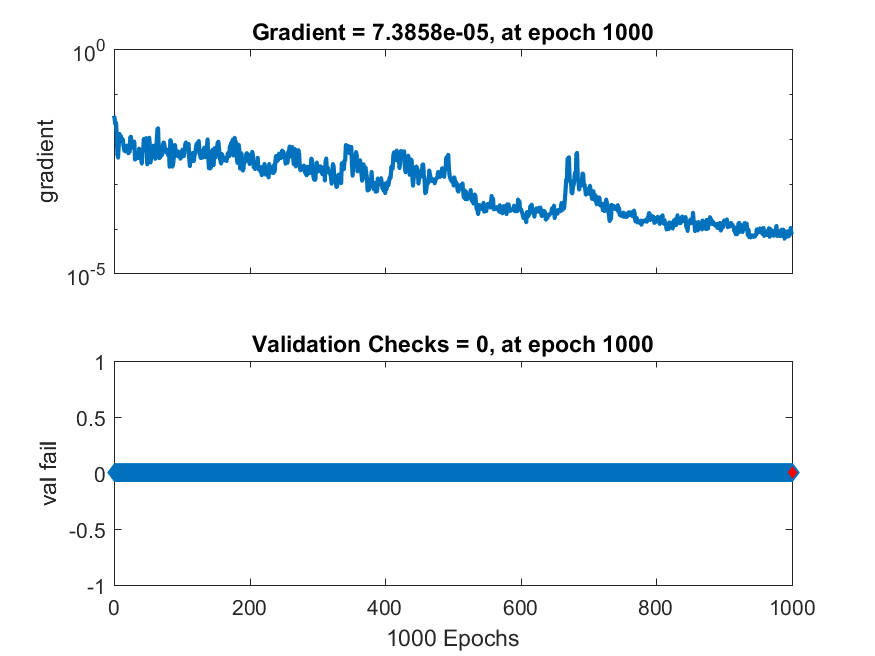 Gradient = 7.3858e-05, at epoch 1000
10^0
gradient
10^-5
Validation Checks = 0, at epoch 1000
1
0.5
val fail
0
-0.5
-1
0 200 400 600 800 1000
1000 Epochs